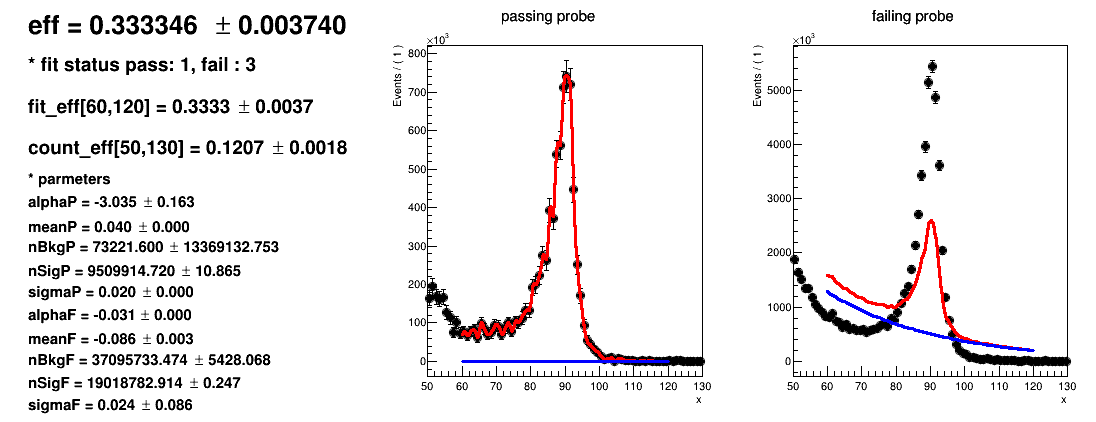 eff = 0.333346 ± 0.003740
* fit status pass: 1, fail : 3
fit_eff[60,120] = 0.3333 ± 0.0037
count_eff[50,130] = 0.1207 ± 0.0018
* parmeters
alphaP = -3.035 ± 0.163
meanP = 0.040 ± 0.000
nBkgP = 73221.600 ± 13369132.753
nSigP = 9509914.720 ± 10.865
sigmaP = 0.020 ± 0.000
alphaF = -0.031 ± 0.000
meanF = -0.086 ± 0.003
nBkgF = 37095733.474 ± 5428.068
nSigF = 19018782.914 ± 0.247
sigmaF = 0.024 ± 0.086
passing probe
×10³
Events / ( 1 )
800
700
600
500
400
300
200
100
0
50 60 70 80 90 100 110 120 130
x
failing probe
×10³
Events / ( 1 )
5000
4000
3000
2000
1000
0
50 60 70 80 90 100 110 120 130
x